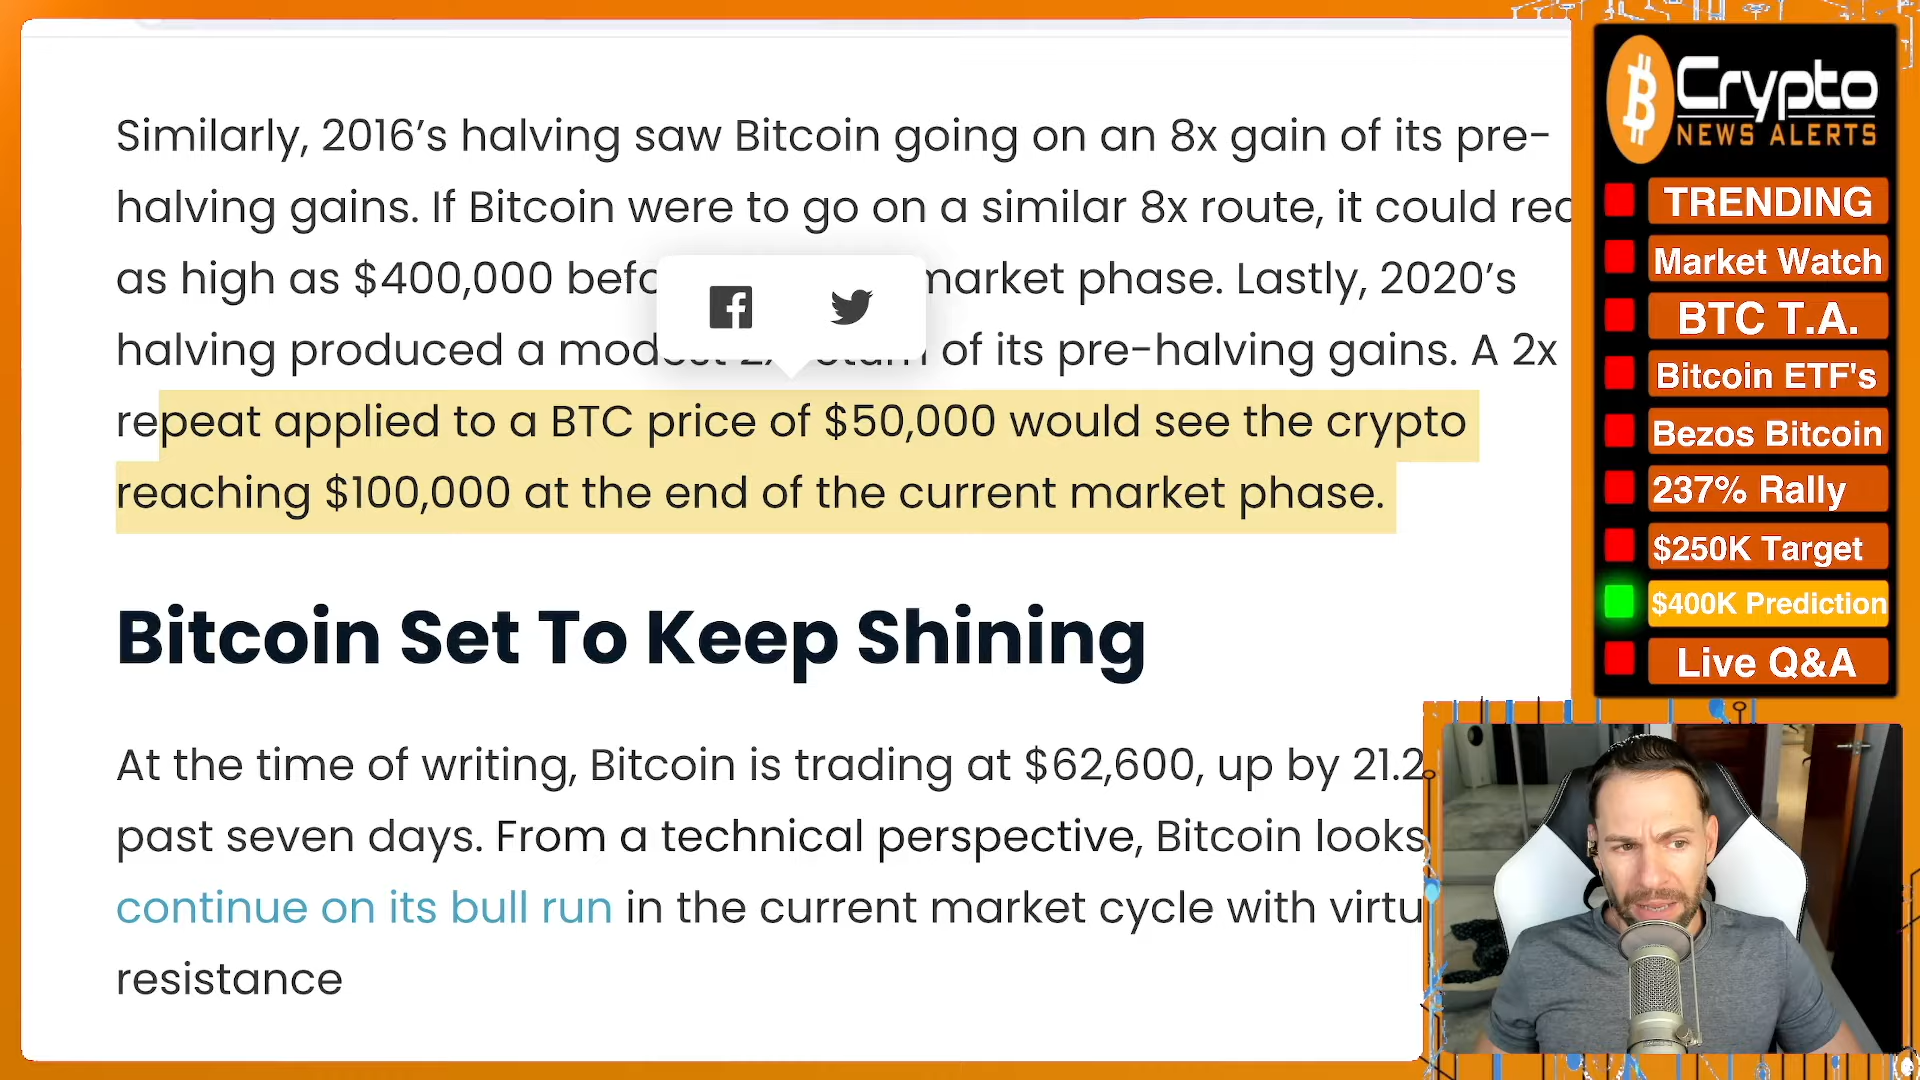 Similarly, 2016's halving saw Bitcoin going on an 8x gain of its pre-
halving gains. If Bitcoin were to go on a similar 8x route, it could
as high as $400,000 market phase. Lastly, 2020's
halving produced a of its pre-halving gains. A 2x
repeat applied to a BTC price of $50,000 would see the crypto
reaching $100,000 at the end of the current market phase.
Bitcoin Set To Keep Shining
At the time of writing, Bitcoin is trading at $62,600, up by 21.2
past seven days. From a technical perspective, Bitcoin looks
continue on its bull run in the current market cycle with
resistance
Crypto
NEWS ALERTS
TRENDING
Market Watch
BTC T.A.
Bitcoin ETF's
Bezos Bitcoin
237% Rally
$250K Target
$400K Prediction
Live Q&A